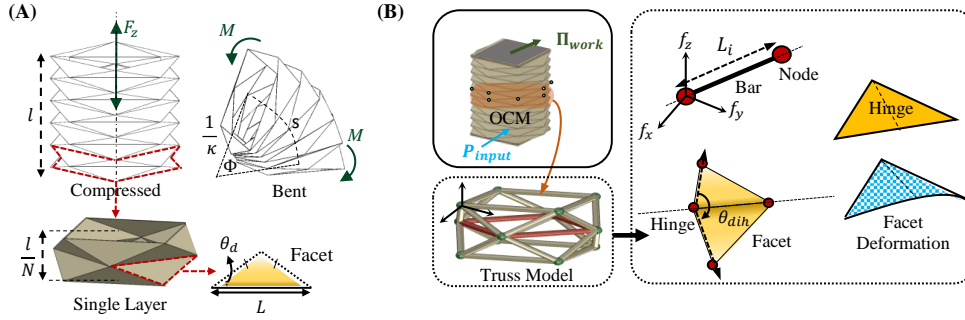 (A)
F_z
M
l
1
κ
s
Φ
M
Compressed
Bent
l
N
θ_d
Facet
Single Layer
L
(B)
Π_work
OCM
P_input
Truss Model
f_z
L_i
Node
Bar
f_y
f_x
Hinge
θ_dih
Hinge
Facet
Facet
Deformation